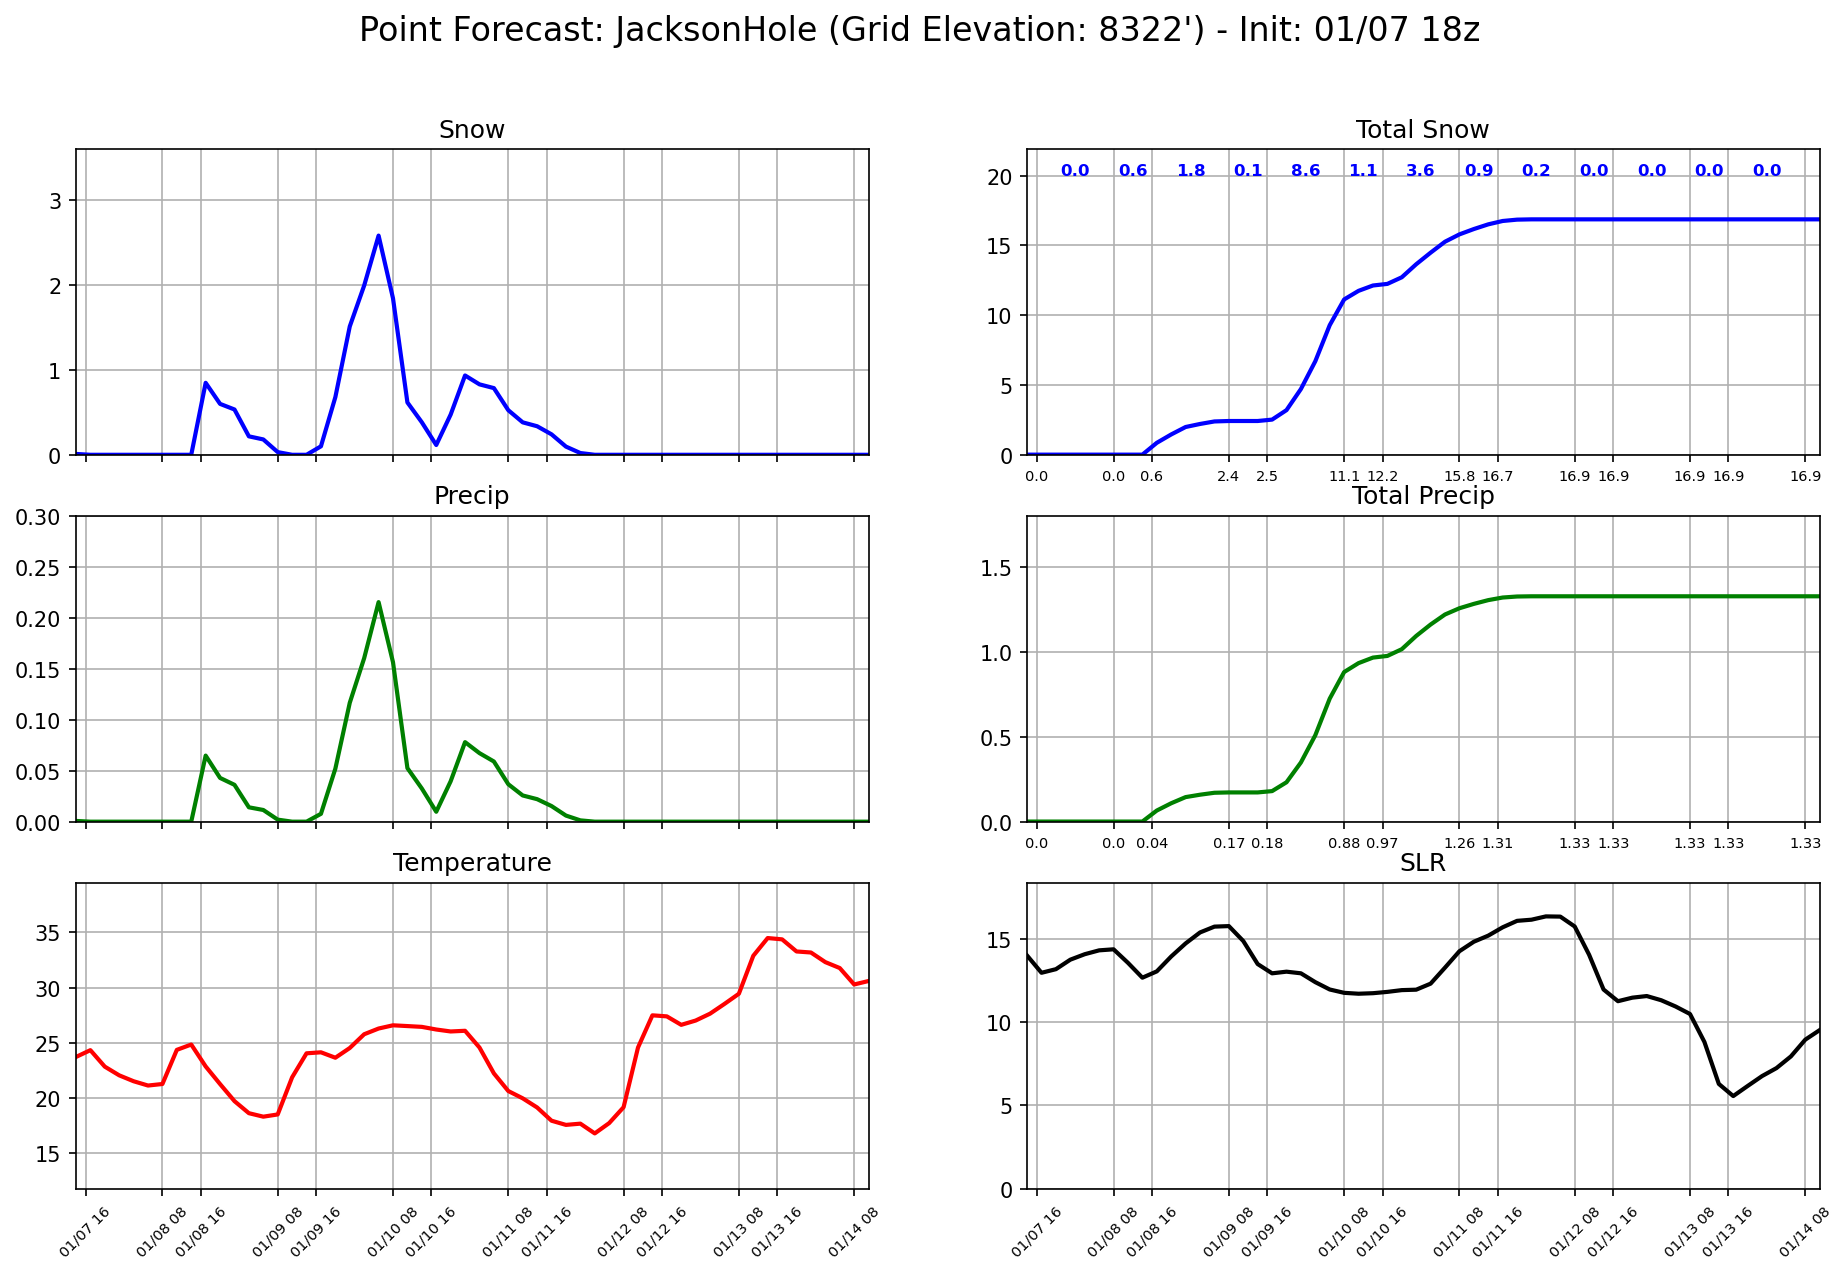 Point Forecast: JacksonHole (Grid Elevation: 8322') - Init: 01/07 18z
Snow
3
2
1
0
Total Snow
0.0 0.6 1.8 0.1 8.6 1.1 3.6 0.9 0.2 0.0 0.0 0.0 0.0
20
15
10
5
0
0.0 0.0 0.6 2.4 2.5 11.1 12.2 15.8 16.7 16.9 16.9 16.9 16.9 16.9
Precip
0.30
0.25
0.20
0.15
0.10
0.05
0.00
Total Precip
1.5
1.0
0.5
0.0
0.0 0.0 0.04 0.17 0.18 0.88 0.97 1.26 1.31 1.33 1.33 1.33 1.33 1.33
Temperature
35
30
25
20
15
01/07 16 01/08 08 01/08 16 01/09 08 01/09 16 01/10 08 01/10 16 01/11 08 01/11 16 01/12 08 01/12 16 01/13 08 01/13 16 01/14 08
SLR
15
10
5
0
01/07 16 01/08 08 01/08 16 01/09 08 01/09 16 01/10 08 01/10 16 01/11 08 01/11 16 01/12 08 01/12 16 01/13 08 01/13 16 01/14 08